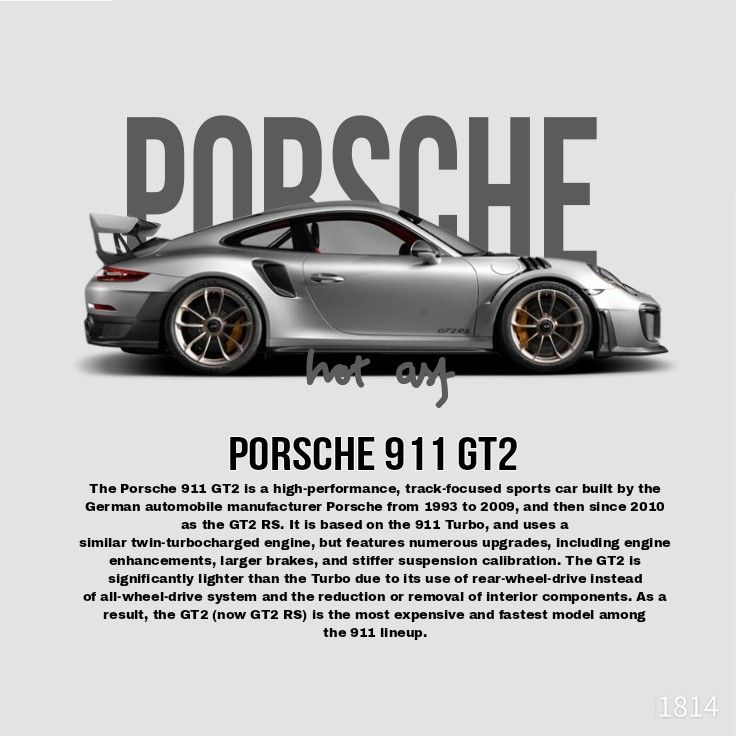 PORSCHE
GT2RS
hot asf
PORSCHE 911 GT2
The Porsche 911 GT2 is a high-performance, track-focused sports car built by the
German automobile manufacturer Porsche from 1993 to 2009, and then since 2010
as the GT2 RS. It is based on the 911 Turbo, and uses a
similar twin-turbocharged engine, but features numerous upgrades, including engine
enhancements, larger brakes, and stiffer suspension calibration. The GT2 is
significantly lighter than the Turbo due to its use of rear-wheel-drive instead
of all-wheel-drive system and the reduction or removal of interior components. As a
result, the GT2 (now GT2 RS) is the most expensive and fastest model among
the 911 lineup.
1814